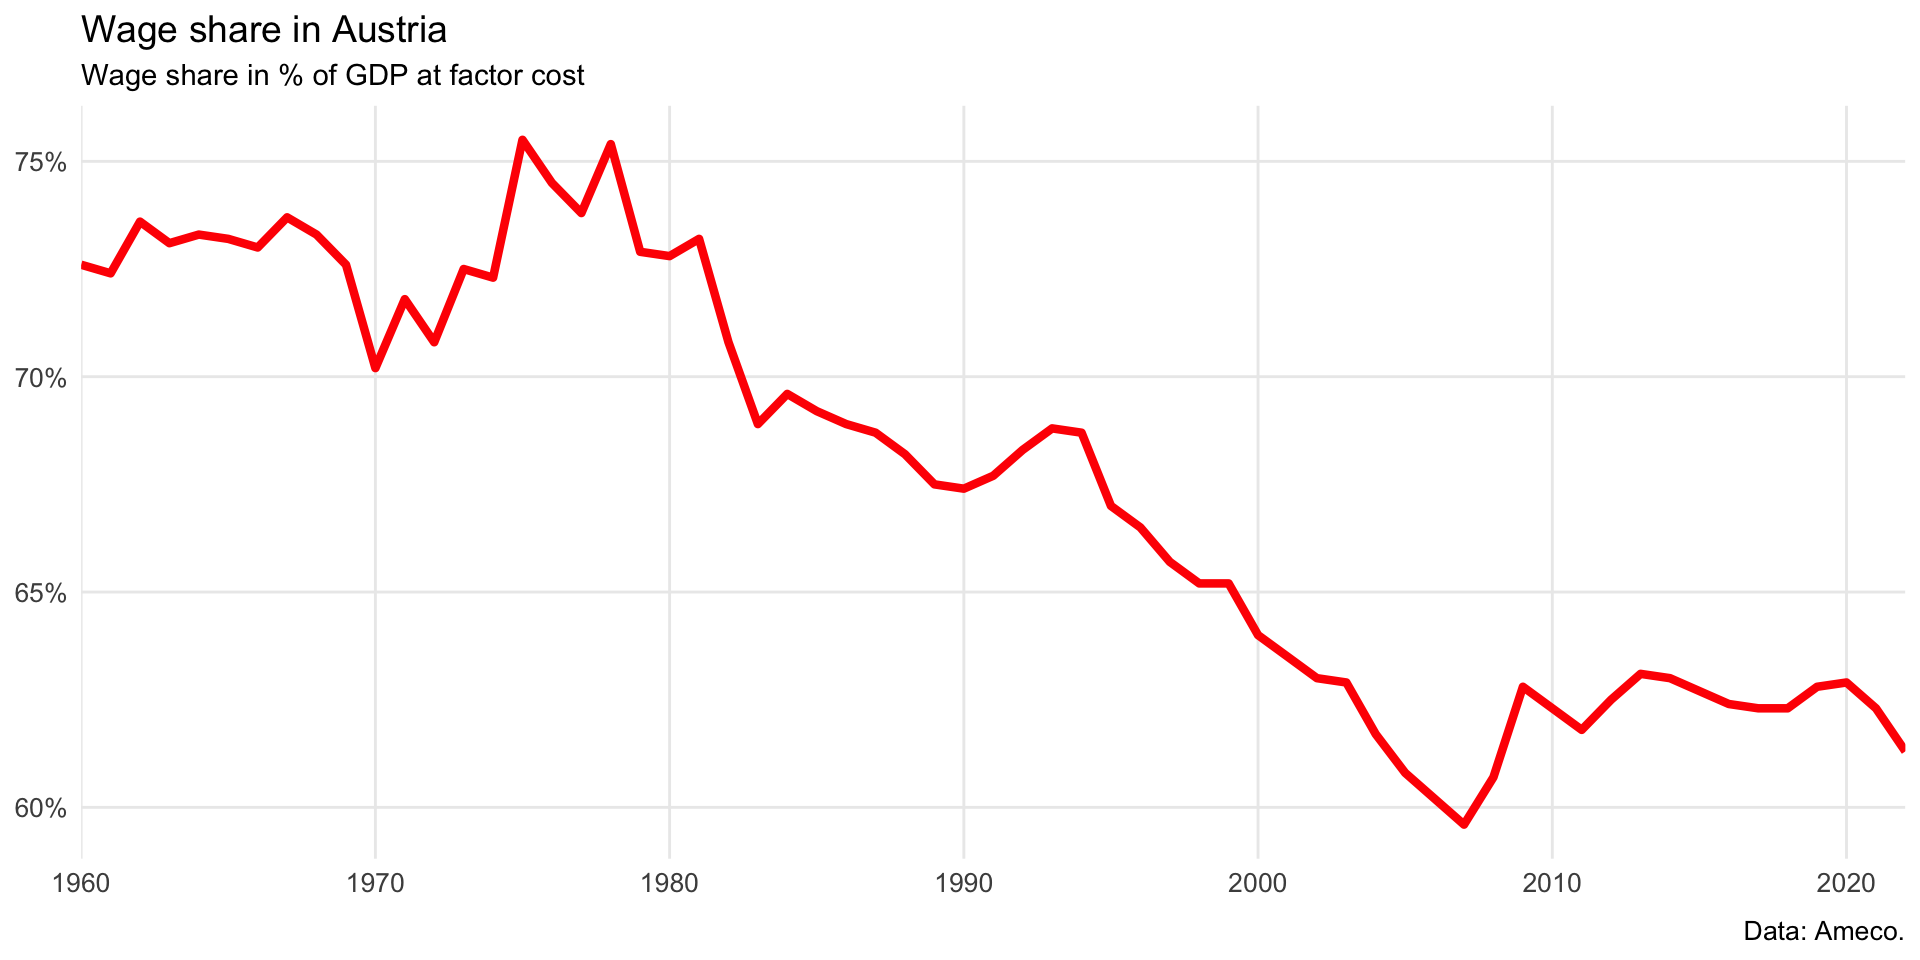 Wage share in Austria
Wage share in % of GDP at factor cost
75%
70%
65%
60%
1960 1970 1980 1990 2000 2010 2020
Data: Ameco.